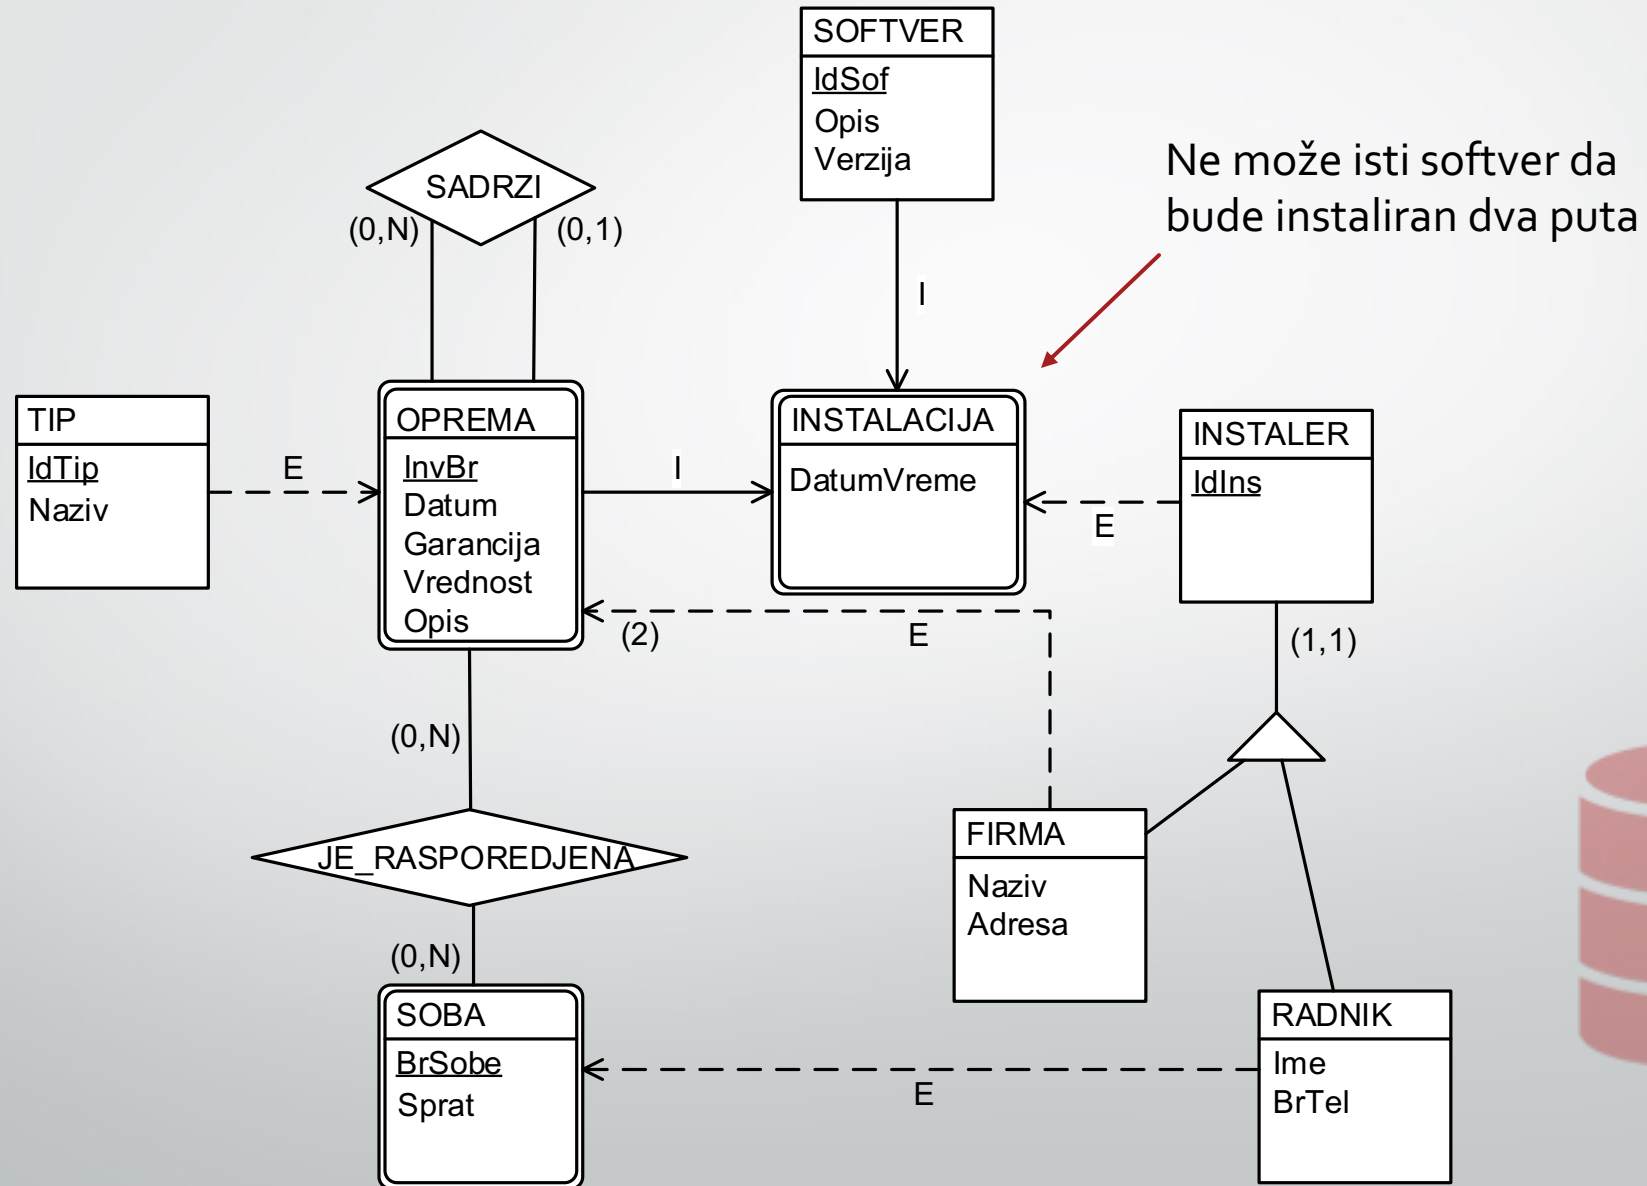 SOFTVER
IdSof
Opis
Verzija
Ne može isti softver da
bude instaliran dva puta
SADRZI
(0,N)
(0,1)
I
TIP
IdTip
Naziv
E
OPREMA
InvBr
Datum
Garancija
Vrednost
Opis
I
INSTALACIJA
DatumVreme
E
INSTALER
IdIns
(2)
E
(1,1)
(0,N)
JE_RASPOREDJENA
(0,N)
FIRMA
Naziv
Adresa
SOBA
BrSobe
Sprat
E
RADNIK
Ime
BrTel